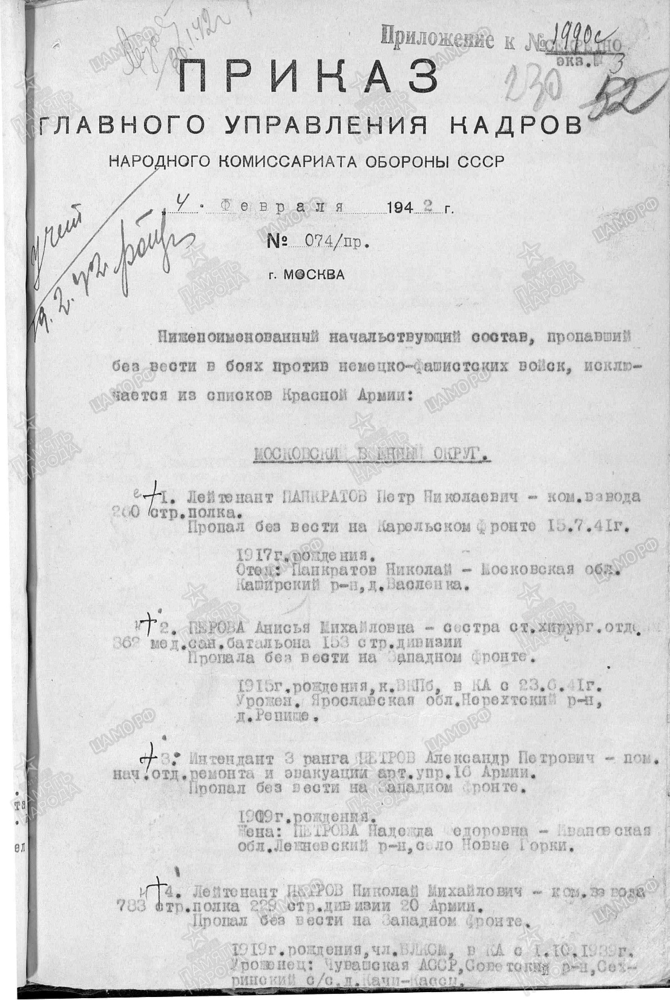 30.1.42г
Приложение к № 1990с
СЕКРЕТНО
экз.№ 3
230 52
ПРИКАЗ
ГЛАВНОГО УПРАВЛЕНИЯ КАДРОВ
НАРОДНОГО КОМИССАРИАТА ОБОРОНЫ СССР
4. Февраля 1942 г.
№ 074/пр.
г. МОСКВА
учет
9.2.42.
Нижепоименованный начальствующий состав, пропавший
без вести в боях против немецко-фашистских войск, исклю-
чается из списков Красной Армии:
МОСКОВСКИЙ ВОЕННЫЙ ОКРУГ.
1. Лейтенант ПАНКРАТОВ Петр Николаевич - ком.взвода
260 стр.полка.
Пропал без вести на Карельском фронте 15.7.41г.
1917г.рождения.
Отец: Панкратов Николай - Московская обл.
Каширский р-н,д.Васленка.
2. ПЕРОВА Анисья Михайловна - сестра ст.хирург.отд.
362 мед.сан.батальона 153 стр.дивизии
Пропала без вести на Западном фронте.
1915г.рождения,к.ВКПб, в КА с 23.6.41г.
Урожен. Ярославская обл.Нерехтский р-н,
д.Репище.
3. Интендант 3 ранга ПЕТРОВ Александр Петрович - пом.
нач.отд.ремонта и эвакуации арт.упр.16 Армии.
Пропал без вести на Западном фронте.
1909г.рождения.
Жена: ПЕТРОВА Надежда Федоровна - Ивановская
обл.Лежневский р-н,село Новые Горки.
4. Лейтенант ПЕТРОВ Николай Михайлович - ком.взвода
783 стр.полка 229 стр.дивизии 20 Армии.
Пропал без вести на Западном фронте.
1919г.рождения,чл.ВЛКСМ, в КА с 1.10.1939г.
Уроженец: Чувашская АССР,Советский р-н,Сех-
ринский с/с.д.Качи-Кассы.